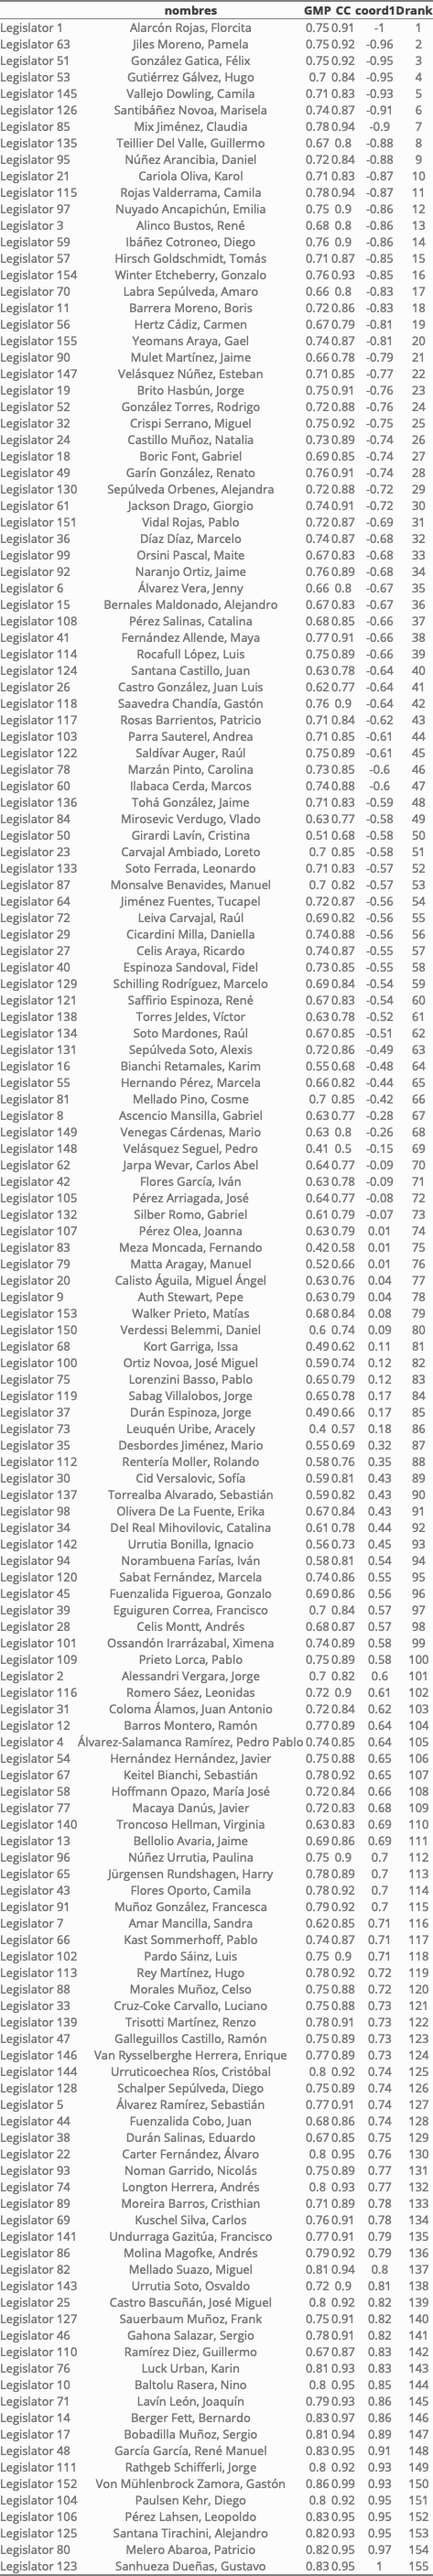 nombres GMP CC coord1Drank
Legislator 1 Alarcón Rojas, Florcita 0.75 0.91 -1 1
Legislator 63 Jiles Moreno, Pamela 0.75 0.92 -0.96 2
Legislator 51 González Gatica, Félix 0.75 0.92 -0.95 3
Legislator 53 Gutiérrez Gálvez, Hugo 0.7 0.84 -0.95 4
Legislator 145 Vallejo Dowling, Camila 0.71 0.83 -0.93 5
Legislator 126 Santibáñez Novoa, Marisela 0.74 0.87 -0.91 6
Legislator 85 Mix Jiménez, Claudia 0.78 0.94 -0.9 7
Legislator 135 Teillier Del Valle, Guillermo 0.67 0.8 -0.88 8
Legislator 95 Núñez Arancibia, Daniel 0.72 0.84 -0.88 9
Legislator 21 Cariola Oliva, Karol 0.71 0.83 -0.87 10
Legislator 115 Rojas Valderrama, Camila 0.78 0.94 -0.87 11
Legislator 97 Nuyado Ancapichún, Emilia 0.75 0.9 -0.86 12
Legislator 3 Alinco Bustos, René 0.68 0.8 -0.86 13
Legislator 59 Ibáñez Cotroneo, Diego 0.76 0.9 -0.86 14
Legislator 57 Hirsch Goldschmidt, Tomás 0.71 0.87 -0.85 15
Legislator 154 Winter Etcheberry, Gonzalo 0.76 0.93 -0.85 16
Legislator 70 Labra Sepúlveda, Amaro 0.66 0.8 -0.83 17
Legislator 11 Barrera Moreno, Boris 0.72 0.86 -0.83 18
Legislator 56 Hertz Cádiz, Carmen 0.67 0.79 -0.81 19
Legislator 155 Yeomans Araya, Gael 0.74 0.87 -0.81 20
Legislator 90 Mulet Martínez, Jaime 0.66 0.78 -0.79 21
Legislator 147 Velásquez Núñez, Esteban 0.71 0.85 -0.77 22
Legislator 19 Brito Hasbún, Jorge 0.75 0.91 -0.76 23
Legislator 52 González Torres, Rodrigo 0.72 0.88 -0.76 24
Legislator 32 Crispi Serrano, Miguel 0.75 0.92 -0.75 25
Legislator 24 Castillo Muñoz, Natalia 0.73 0.89 -0.74 26
Legislator 18 Boric Font, Gabriel 0.69 0.85 -0.74 27
Legislator 49 Garín González, Renato 0.76 0.91 -0.74 28
Legislator 130 Sepúlveda Orbenes, Alejandra 0.72 0.88 -0.72 29
Legislator 61 Jackson Drago, Giorgio 0.74 0.91 -0.72 30
Legislator 151 Vidal Rojas, Pablo 0.72 0.87 -0.69 31
Legislator 36 Díaz Díaz, Marcelo 0.74 0.87 -0.68 32
Legislator 99 Orsini Pascal, Maite 0.67 0.83 -0.68 33
Legislator 92 Naranjo Ortiz, Jaime 0.76 0.89 -0.68 34
Legislator 6 Álvarez Vera, Jenny 0.66 0.8 -0.67 35
Legislator 15 Bernales Maldonado, Alejandro 0.67 0.83 -0.67 36
Legislator 108 Pérez Salinas, Catalina 0.68 0.85 -0.66 37
Legislator 41 Fernández Allende, Maya 0.77 0.91 -0.66 38
Legislator 114 Rocafull López, Luis 0.75 0.89 -0.66 39
Legislator 124 Santana Castillo, Juan 0.63 0.78 -0.64 40
Legislator 26 Castro González, Juan Luis 0.62 0.77 -0.64 41
Legislator 118 Saavedra Chandía, Gastón 0.76 0.9 -0.64 42
Legislator 117 Rosas Barrientos, Patricio 0.71 0.84 -0.62 43
Legislator 103 Parra Sauterel, Andrea 0.71 0.85 -0.61 44
Legislator 122 Saldívar Auger, Raúl 0.75 0.89 -0.61 45
Legislator 78 Marzán Pinto, Carolina 0.73 0.85 -0.6 46
Legislator 60 Ilabaca Cerda, Marcos 0.74 0.88 -0.6 47
Legislator 136 Tohá González, Jaime 0.71 0.83 -0.59 48
Legislator 84 Mirosevic Verdugo, Vlado 0.63 0.77 -0.58 49
Legislator 50 Girardi Lavín, Cristina 0.51 0.68 -0.58 50
Legislator 23 Carvajal Ambiado, Loreto 0.7 0.85 -0.58 51
Legislator 133 Soto Ferrada, Leonardo 0.71 0.83 -0.57 52
Legislator 87 Monsalve Benavides, Manuel 0.7 0.82 -0.57 53
Legislator 64 Jiménez Fuentes, Tucapel 0.72 0.87 -0.56 54
Legislator 72 Leiva Carvajal, Raúl 0.69 0.82 -0.56 55
Legislator 29 Cicardini Milla, Daniella 0.74 0.88 -0.56 56
Legislator 27 Celis Araya, Ricardo 0.74 0.87 -0.55 57
Legislator 40 Espinoza Sandoval, Fidel 0.73 0.85 -0.55 58
Legislator 129 Schilling Rodríguez, Marcelo 0.69 0.84 -0.54 59
Legislator 121 Saffirio Espinoza, René 0.67 0.83 -0.54 60
Legislator 138 Torres Jeldes, Víctor 0.63 0.78 -0.52 61
Legislator 134 Soto Mardones, Raúl 0.67 0.85 -0.51 62
Legislator 131 Sepúlveda Soto, Alexis 0.72 0.86 -0.49 63
Legislator 16 Bianchi Retamales, Karim 0.55 0.68 -0.48 64
Legislator 55 Hernando Pérez, Marcela 0.66 0.82 -0.44 65
Legislator 81 Mellado Pino, Cosme 0.7 0.85 -0.42 66
Legislator 8 Ascencio Mansilla, Gabriel 0.63 0.77 -0.28 67
Legislator 149 Venegas Cárdenas, Mario 0.63 0.8 -0.26 68
Legislator 148 Velásquez Seguel, Pedro 0.41 0.5 -0.15 69
Legislator 62 Jarpa Wevar, Carlos Abel 0.64 0.77 -0.09 70
Legislator 42 Flores García, Iván 0.63 0.78 -0.09 71
Legislator 105 Pérez Arriagada, José 0.64 0.77 -0.08 72
Legislator 132 Silber Romo, Gabriel 0.61 0.79 -0.07 73
Legislator 107 Pérez Olea, Joanna 0.63 0.79 0.01 74
Legislator 83 Meza Moncada, Fernando 0.42 0.58 0.01 75
Legislator 79 Matta Aragay, Manuel 0.52 0.66 0.01 76
Legislator 20 Calisto Águila, Miguel Ángel 0.63 0.76 0.04 77
Legislator 9 Auth Stewart, Pepe 0.63 0.79 0.04 78
Legislator 153 Walker Prieto, Matías 0.68 0.84 0.08 79
Legislator 150 Verdessi Belemmi, Daniel 0.6 0.74 0.09 80
Legislator 68 Kort Garriga, Issa 0.49 0.62 0.11 81
Legislator 100 Ortiz Novoa, José Miguel 0.59 0.74 0.12 82
Legislator 75 Lorenzini Basso, Pablo 0.65 0.79 0.12 83
Legislator 119 Sabag Villalobos, Jorge 0.65 0.78 0.17 84
Legislator 37 Durán Espinoza, Jorge 0.49 0.66 0.17 85
Legislator 73 Leuquén Uribe, Aracely 0.4 0.57 0.18 86
Legislator 35 Desbordes Jiménez, Mario 0.55 0.69 0.32 87
Legislator 112 Rentería Moller, Rolando 0.58 0.76 0.35 88
Legislator 30 Cid Versalovic, Sofía 0.59 0.81 0.43 89
Legislator 137 Torrealba Alvarado, Sebastián 0.59 0.82 0.43 90
Legislator 98 Olivera De La Fuente, Erika 0.67 0.84 0.43 91
Legislator 34 Del Real Mihovilovic, Catalina 0.61 0.78 0.44 92
Legislator 142 Urrutia Bonilla, Ignacio 0.56 0.73 0.45 93
Legislator 94 Norambuena Farías, Iván 0.58 0.81 0.54 94
Legislator 120 Sabat Fernández, Marcela 0.74 0.86 0.55 95
Legislator 45 Fuenzalida Figueroa, Gonzalo 0.69 0.86 0.56 96
Legislator 39 Eguiguren Correa, Francisco 0.7 0.84 0.57 97
Legislator 28 Celis Montt, Andrés 0.68 0.87 0.57 98
Legislator 101 Ossandón Irarrázabal, Ximena 0.74 0.89 0.58 99
Legislator 109 Prieto Lorca, Pablo 0.75 0.89 0.58 100
Legislator 2 Alessandri Vergara, Jorge 0.7 0.82 0.6 101
Legislator 116 Romero Sáez, Leonidas 0.72 0.9 0.61 102
Legislator 31 Coloma Álamos, Juan Antonio 0.72 0.84 0.62 103
Legislator 12 Barros Montero, Ramón 0.77 0.89 0.64 104
Legislator 4 Álvarez-Salamanca Ramírez, Pedro Pablo 0.74 0.85 0.64 105
Legislator 54 Hernández Hernández, Javier 0.75 0.88 0.65 106
Legislator 67 Keitel Bianchi, Sebastián 0.78 0.92 0.65 107
Legislator 58 Hoffmann Opazo, María José 0.72 0.84 0.66 108
Legislator 77 Macaya Danús, Javier 0.72 0.83 0.68 109
Legislator 140 Troncoso Hellman, Virginia 0.63 0.83 0.69 110
Legislator 13 Bellolio Avaria, Jaime 0.69 0.86 0.69 111
Legislator 96 Núñez Urrutia, Paulina 0.75 0.9 0.7 112
Legislator 65 Jürgensen Rundshagen, Harry 0.78 0.89 0.7 113
Legislator 43 Flores Oporto, Camila 0.78 0.92 0.7 114
Legislator 91 Muñoz González, Francesca 0.79 0.92 0.7 115
Legislator 7 Amar Mancilla, Sandra 0.62 0.85 0.71 116
Legislator 66 Kast Sommerhoff, Pablo 0.74 0.87 0.71 117
Legislator 102 Pardo Sáinz, Luis 0.75 0.9 0.71 118
Legislator 113 Rey Martínez, Hugo 0.78 0.92 0.72 119
Legislator 88 Morales Muñoz, Celso 0.75 0.88 0.72 120
Legislator 33 Cruz-Coke Carvallo, Luciano 0.75 0.88 0.73 121
Legislator 139 Trisotti Martínez, Renzo 0.78 0.91 0.73 122
Legislator 47 Galleguillos Castillo, Ramón 0.75 0.89 0.73 123
Legislator 146 Van Rysselberghe Herrera, Enrique 0.77 0.89 0.73 124
Legislator 144 Urruticoechea Ríos, Cristóbal 0.8 0.92 0.74 125
Legislator 128 Schalper Sepúlveda, Diego 0.75 0.89 0.74 126
Legislator 5 Álvarez Ramírez, Sebastián 0.77 0.91 0.74 127
Legislator 44 Fuenzalida Cobo, Juan 0.68 0.86 0.74 128
Legislator 38 Durán Salinas, Eduardo 0.67 0.85 0.75 129
Legislator 22 Carter Fernández, Álvaro 0.8 0.95 0.76 130
Legislator 93 Noman Garrido, Nicolás 0.75 0.89 0.77 131
Legislator 74 Longton Herrera, Andrés 0.8 0.93 0.77 132
Legislator 89 Moreira Barros, Cristhian 0.71 0.89 0.78 133
Legislator 69 Kuschel Silva, Carlos 0.76 0.91 0.78 134
Legislator 141 Undurraga Gazitúa, Francisco 0.77 0.91 0.79 135
Legislator 86 Molina Magofke, Andrés 0.79 0.92 0.79 136
Legislator 82 Mellado Suazo, Miguel 0.81 0.94 0.8 137
Legislator 143 Urrutia Soto, Osvaldo 0.72 0.9 0.81 138
Legislator 25 Castro Bascuñán, José Miguel 0.8 0.92 0.82 139
Legislator 127 Sauerbaum Muñoz, Frank 0.75 0.91 0.82 140
Legislator 46 Gahona Salazar, Sergio 0.78 0.91 0.82 141
Legislator 110 Ramírez Diez, Guillermo 0.67 0.87 0.83 142
Legislator 76 Luck Urban, Karin 0.81 0.93 0.83 143
Legislator 10 Baltolu Rasera, Nino 0.8 0.95 0.85 144
Legislator 71 Lavín León, Joaquín 0.79 0.93 0.86 145
Legislator 14 Berger Fett, Bernardo 0.83 0.97 0.86 146
Legislator 17 Bobadilla Muñoz, Sergio 0.81 0.94 0.89 147
Legislator 48 García García, René Manuel 0.83 0.95 0.91 148
Legislator 111 Rathgeb Schifferli, Jorge 0.8 0.92 0.93 149
Legislator 152 Von Mühlenbrock Zamora, Gastón 0.86 0.99 0.93 150
Legislator 104 Paulsen Kehr, Diego 0.8 0.92 0.95 151
Legislator 106 Pérez Lahsen, Leopoldo 0.83 0.95 0.95 152
Legislator 125 Santana Tirachini, Alejandro 0.82 0.93 0.95 153
Legislator 80 Melero Abaroa, Patricio 0.82 0.95 0.97 154
Legislator 123 Sanhueza Dueñas, Gustavo 0.83 0.95 1 155